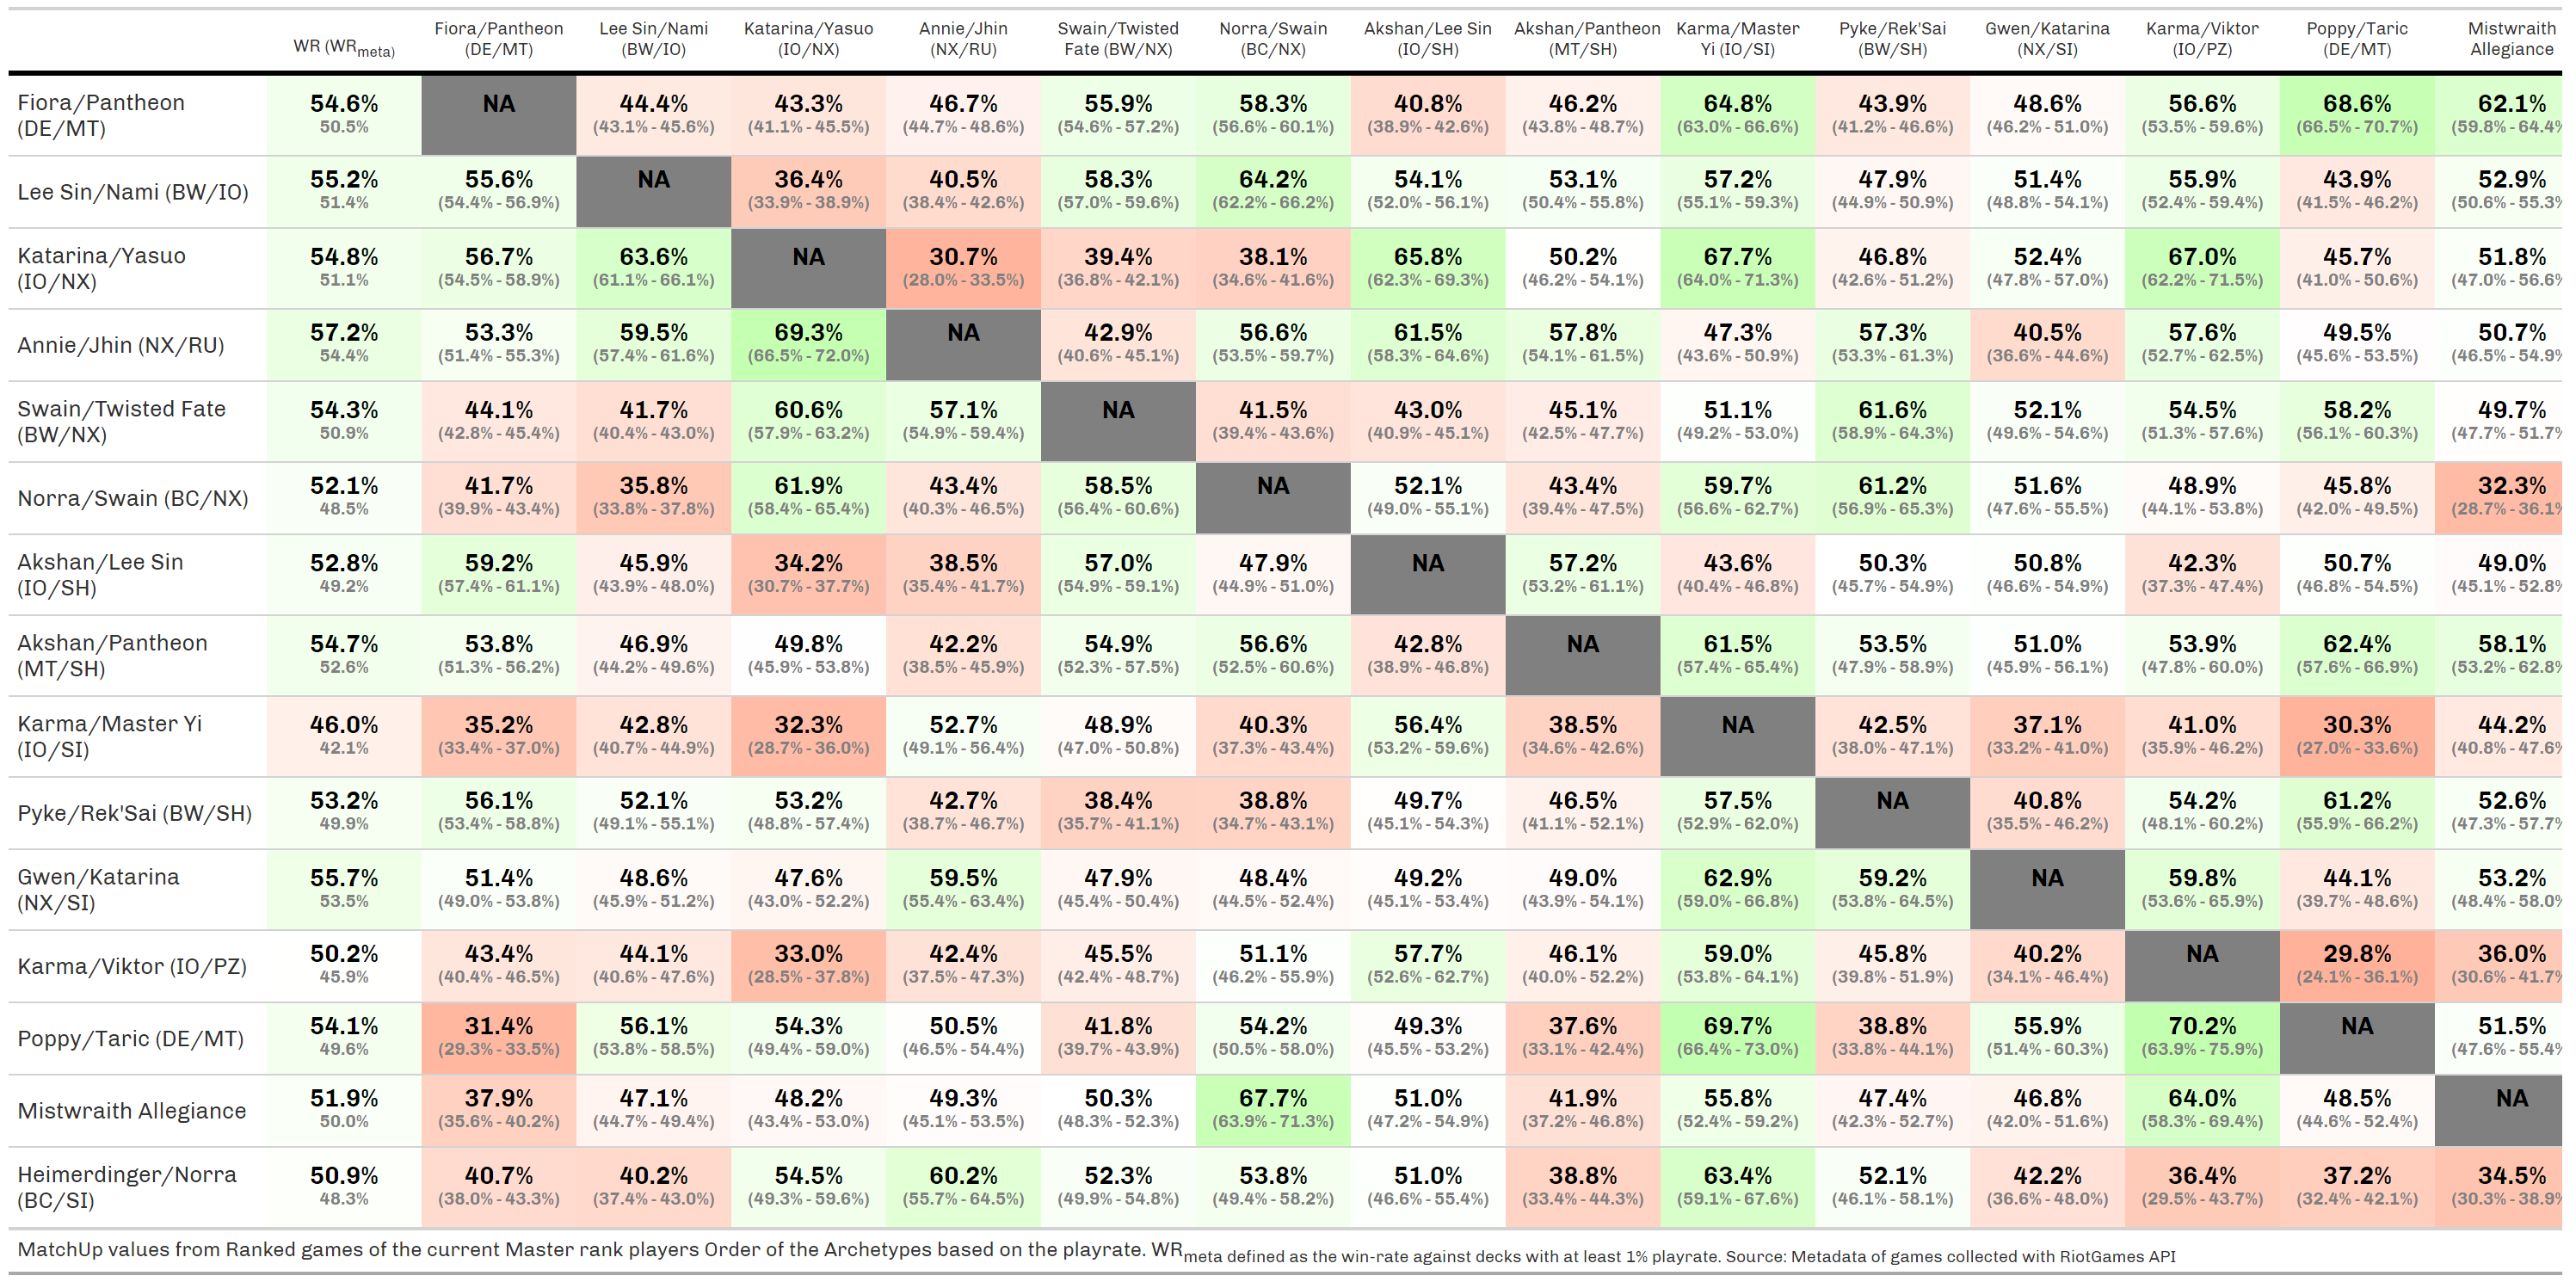 WR (WRmeta) Fiora/Pantheon (DE/MT) Lee Sin/Nami (BW/IO) Katarina/Yasuo (IO/NX) Annie/Jhin (NX/RU) Swain/Twisted Fate (BW/NX) Norra/Swain (BC/NX) Akshan/Lee Sin (IO/SH) Akshan/Pantheon (MT/SH) Karma/Master Yi (IO/SI) Pyke/Rek'Sai (BW/SH) Gwen/Katarina (NX/SI) Karma/Viktor (IO/PZ) Poppy/Taric (DE/MT) Mistwraith Allegiance
Fiora/Pantheon (DE/MT) 54.6% NA 44.4% 43.3% 46.7% 55.9% 58.3% 40.8% 46.2% 64.8% 43.9% 48.6% 56.6% 68.6% 62.1%
50.5% (43.1% - 45.6%) (41.1% - 45.5%) (44.7% - 48.6%) (54.6% - 57.2%) (56.6% - 60.1%) (38.9% - 42.6%) (43.8% - 48.7%) (63.0% - 66.6%) (41.2% - 46.6%) (46.2% - 51.0%) (53.5% - 59.6%) (66.5% - 70.7%) (59.8% - 64.4%
Lee Sin/Nami (BW/IO) 55.2% 55.6% NA 36.4% 40.5% 58.3% 64.2% 54.1% 53.1% 57.2% 47.9% 51.4% 55.9% 43.9% 52.9%
51.4% (54.4% - 56.9%) (33.9% - 38.9%) (38.4% - 42.6%) (57.0% - 59.6%) (62.2% - 66.2%) (52.0% - 56.1%) (50.4% - 55.8%) (55.1% - 59.3%) (44.9% - 50.9%) (48.8% - 54.1%) (52.4% - 59.4%) (41.5% - 46.2%) (50.6% - 55.3%
Katarina/Yasuo (IO/NX) 54.8% 56.7% 63.6% NA 30.7% 39.4% 38.1% 65.8% 50.2% 67.7% 46.8% 52.4% 67.0% 45.7% 51.8%
51.1% (54.5% - 58.9%) (61.1% - 66.1%) (28.0% - 33.5%) (36.8% - 42.1%) (34.6% - 41.6%) (62.3% - 69.3%) (46.2% - 54.1%) (64.0% - 71.3%) (42.6% - 51.2%) (47.8% - 57.0%) (62.2% - 71.5%) (41.0% - 50.6%) (47.0% - 56.6%
Annie/Jhin (NX/RU) 57.2% 53.3% 59.5% 69.3% NA 42.9% 56.6% 61.5% 57.8% 47.3% 57.3% 40.5% 57.6% 49.5% 50.7%
54.4% (51.4% - 55.3%) (57.4% - 61.6%) (66.5% - 72.0%) (40.6% - 45.1%) (53.5% - 59.7%) (58.3% - 64.6%) (54.1% - 61.5%) (43.6% - 50.9%) (53.3% - 61.3%) (36.6% - 44.6%) (52.7% - 62.5%) (45.6% - 53.5%) (46.5% - 54.9%
Swain/Twisted Fate (BW/NX) 54.3% 44.1% 41.7% 60.6% 57.1% NA 41.5% 43.0% 45.1% 51.1% 61.6% 52.1% 54.5% 58.2% 49.7%
50.9% (42.8% - 45.4%) (40.4% - 43.0%) (57.9% - 63.2%) (54.9% - 59.4%) (39.4% - 43.6%) (40.9% - 45.1%) (42.5% - 47.7%) (49.2% - 53.0%) (58.9% - 64.3%) (49.6% - 54.6%) (51.3% - 57.6%) (56.1% - 60.3%) (47.7% - 51.7%
Norra/Swain (BC/NX) 52.1% 41.7% 35.8% 61.9% 43.4% 58.5% NA 52.1% 43.4% 59.7% 61.2% 51.6% 48.9% 45.8% 32.3%
48.5% (39.9% - 43.4%) (33.8% - 37.8%) (58.4% - 65.4%) (40.3% - 46.5%) (56.4% - 60.6%) (49.0% - 55.1%) (39.4% - 47.5%) (56.6% - 62.7%) (56.9% - 65.3%) (47.6% - 55.5%) (44.1% - 53.8%) (42.0% - 49.5%) (28.7% - 36.1%
Akshan/Lee Sin (IO/SH) 52.8% 59.2% 45.9% 34.2% 38.5% 57.0% 47.9% NA 57.2% 43.6% 50.3% 50.8% 42.3% 50.7% 49.0%
49.2% (57.4% - 61.1%) (43.9% - 48.0%) (30.7% - 37.7%) (35.4% - 41.7%) (54.9% - 59.1%) (44.9% - 51.0%) (53.2% - 61.1%) (40.4% - 46.8%) (45.7% - 54.9%) (46.6% - 54.9%) (37.3% - 47.4%) (46.8% - 54.5%) (45.1% - 52.8%
Akshan/Pantheon (MT/SH) 54.7% 53.8% 46.9% 49.8% 42.2% 54.9% 56.6% 42.8% NA 61.5% 53.5% 51.0% 53.9% 62.4% 58.1%
52.6% (51.3% - 56.2%) (44.2% - 49.6%) (45.9% - 53.8%) (38.5% - 45.9%) (52.3% - 57.5%) (52.5% - 60.6%) (38.9% - 46.8%) (57.4% - 65.4%) (47.9% - 58.9%) (45.9% - 56.1%) (47.8% - 60.0%) (57.6% - 66.9%) (53.2% - 62.8%
Karma/Master Yi (IO/SI) 46.0% 35.2% 42.8% 32.3% 52.7% 48.9% 40.3% 56.4% 38.5% NA 42.5% 37.1% 41.0% 30.3% 44.2%
42.1% (33.4% - 37.0%) (40.7% - 44.9%) (28.7% - 36.0%) (49.1% - 56.4%) (47.0% - 50.8%) (37.3% - 43.4%) (53.2% - 59.6%) (34.6% - 42.6%) (38.0% - 47.1%) (33.2% - 41.0%) (35.9% - 46.2%) (27.0% - 33.6%) (40.8% - 47.6%
Pyke/Rek'Sai (BW/SH) 53.2% 56.1% 52.1% 53.2% 42.7% 38.4% 38.8% 49.7% 46.5% 57.5% NA 40.8% 54.2% 61.2% 52.6%
49.9% (53.4% - 58.8%) (49.1% - 55.1%) (48.8% - 57.4%) (38.7% - 46.7%) (35.7% - 41.1%) (34.7% - 43.1%) (45.1% - 54.3%) (41.1% - 52.1%) (52.9% - 62.0%) (35.5% - 46.2%) (48.1% - 60.2%) (55.9% - 66.2%) (47.3% - 57.7%
Gwen/Katarina (NX/SI) 55.7% 51.4% 48.6% 47.6% 59.5% 47.9% 48.4% 49.2% 49.0% 62.9% 59.2% NA 59.8% 44.1% 53.2%
53.5% (49.0% - 53.8%) (45.9% - 51.2%) (43.0% - 52.2%) (55.4% - 63.4%) (45.4% - 50.4%) (44.5% - 52.4%) (45.1% - 53.4%) (43.9% - 54.1%) (59.0% - 66.8%) (53.8% - 64.5%) (53.6% - 65.9%) (39.7% - 48.6%) (48.4% - 58.0%
Karma/Viktor (IO/PZ) 50.2% 43.4% 44.1% 33.0% 42.4% 45.5% 51.1% 57.7% 46.1% 59.0% 45.8% 40.2% NA 29.8% 36.0%
45.9% (40.4% - 46.5%) (40.6% - 47.6%) (28.5% - 37.8%) (37.5% - 47.3%) (42.4% - 48.7%) (46.2% - 55.9%) (52.6% - 62.7%) (40.0% - 52.2%) (53.8% - 64.1%) (39.8% - 51.9%) (34.1% - 46.4%) (24.1% - 36.1%) (30.6% - 41.7%
Poppy/Taric (DE/MT) 54.1% 31.4% 56.1% 54.3% 50.5% 41.8% 54.2% 49.3% 37.6% 69.7% 38.8% 55.9% 70.2% NA 51.5%
49.6% (29.3% - 33.5%) (53.8% - 58.5%) (49.4% - 59.0%) (46.5% - 54.4%) (39.7% - 43.9%) (50.5% - 58.0%) (45.5% - 53.2%) (33.1% - 42.4%) (66.4% - 73.0%) (33.8% - 44.1%) (51.4% - 60.3%) (63.9% - 75.9%) (47.6% - 55.4%
Mistwraith Allegiance 51.9% 37.9% 47.1% 48.2% 49.3% 50.3% 67.7% 51.0% 41.9% 55.8% 47.4% 46.8% 64.0% 48.5% NA
50.0% (35.6% - 40.2%) (44.7% - 49.4%) (43.4% - 53.0%) (45.1% - 53.5%) (48.3% - 52.3%) (63.9% - 71.3%) (47.2% - 54.9%) (37.2% - 46.8%) (52.4% - 59.2%) (42.3% - 52.7%) (42.0% - 51.6%) (58.3% - 69.4%) (44.6% - 52.4%)
Heimerdinger/Norra (BC/SI) 50.9% 40.7% 40.2% 54.5% 60.2% 52.3% 53.8% 51.0% 38.8% 63.4% 52.1% 42.2% 36.4% 37.2% 34.5%
48.3% (38.0% - 43.3%) (37.4% - 43.0%) (49.3% - 59.6%) (55.7% - 64.5%) (49.9% - 54.8%) (49.4% - 58.2%) (46.6% - 55.4%) (33.4% - 44.3%) (59.1% - 67.6%) (46.1% - 58.1%) (36.6% - 48.0%) (29.5% - 43.7%) (32.4% - 42.1%) (30.3% - 38.9%
MatchUp values from Ranked games of the current Master rank players Order of the Archetypes based on the playrate. WRmeta defined as the win-rate against decks with at least 1% playrate. Source: Metadata of games collected with RiotGames API